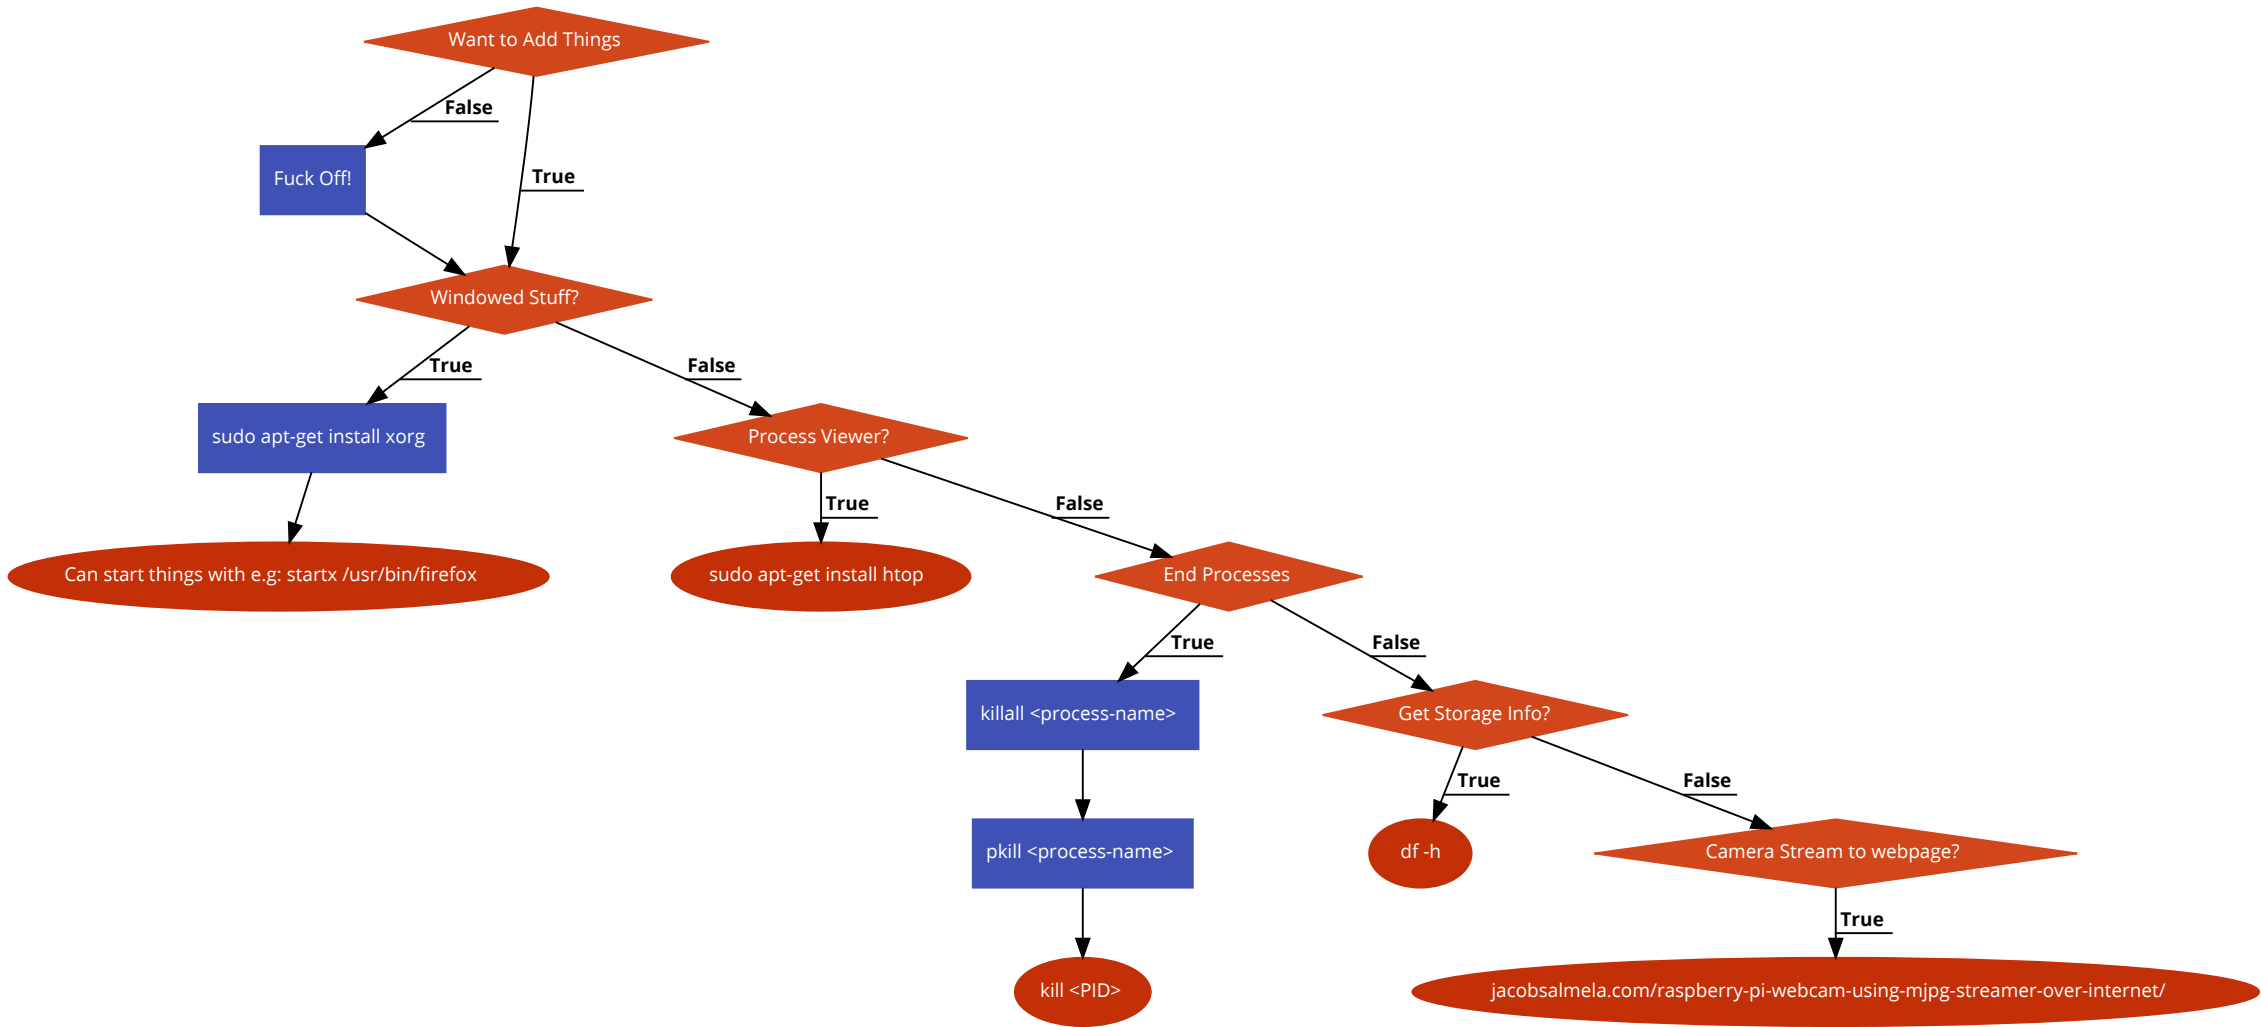 Want to Add Things
False
Fuck Off!
True
Windowed Stuff?
True
False
sudo apt-get install xorg
Process Viewer?
True
False
Can start things with e.g: startx /usr/bin/firefox
sudo apt-get install htop
End Processes
True
False
killall <process-name>
Get Storage Info?
True
False
pkill <process-name>
df -h
Camera Stream to webpage?
True
kill <PID>
jacobsalmela.com/raspberry-pi-webcam-using-mjpg-streamer-over-internet/